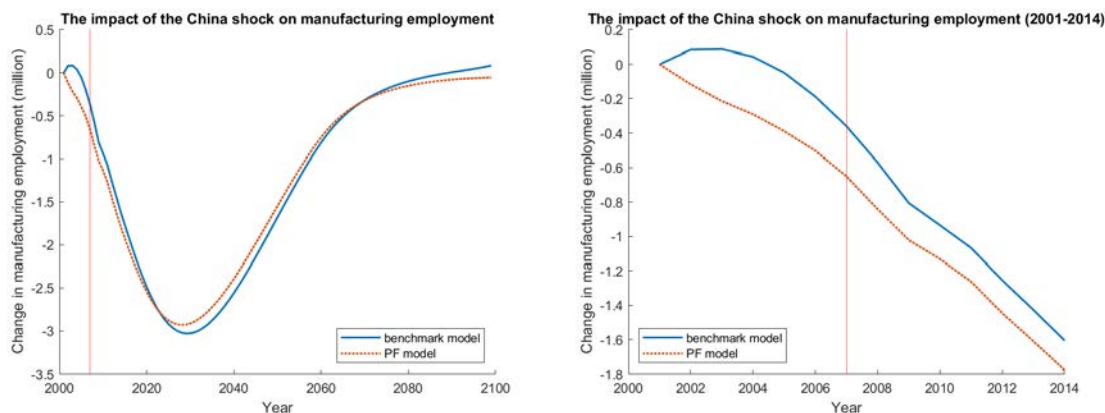 The impact of the China shock on manufacturing employment
0.5
0
-0.5
-1
-1.5
-2
-2.5
-3
-3.5
Change in manufacturing employment (million)
benchmark model
PF model
2000 2020 2040 2060 2080 2100
Year
The impact of the China shock on manufacturing employment (2001-2014)
0.2
0
-0.2
-0.4
-0.6
-0.8
-1
-1.2
-1.4
-1.6
-1.8
Change in manufacturing employment (million)
benchmark model
PF model
2000 2002 2004 2006 2008 2010 2012 2014
Year